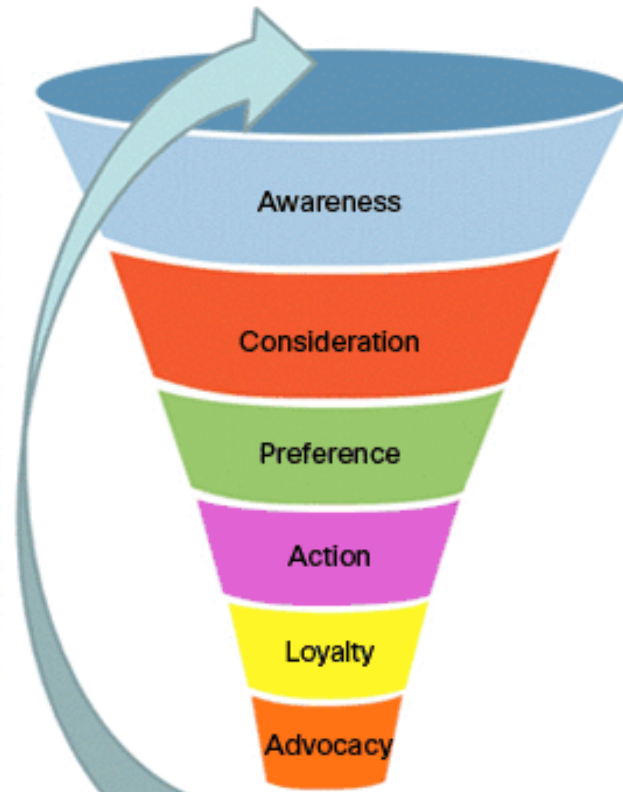 Awareness
Consideration
Preference
Action
Loyalty
Advocacy